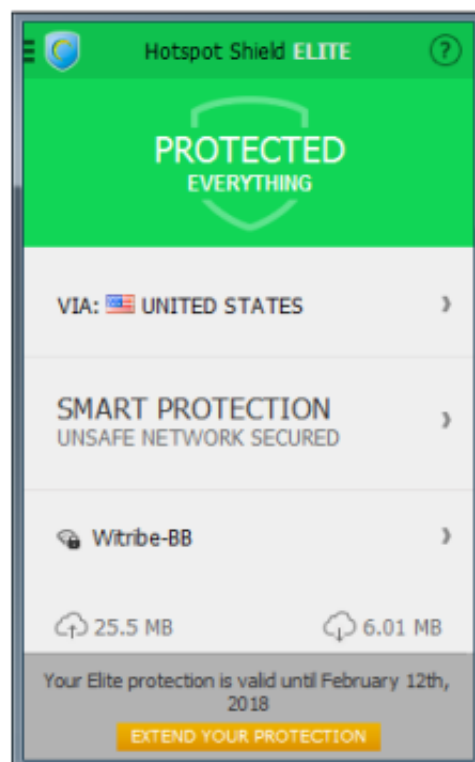 Hotspot Shield ELITE ?
PROTECTED
EVERYTHING
VIA: UNITED STATES
SMART PROTECTION
UNSAFE NETWORK SECURED
Witribe-BB
25.5 MB 6.01 MB
Your Elite protection is valid until February 12th,
2018
EXTEND YOUR PROTECTION